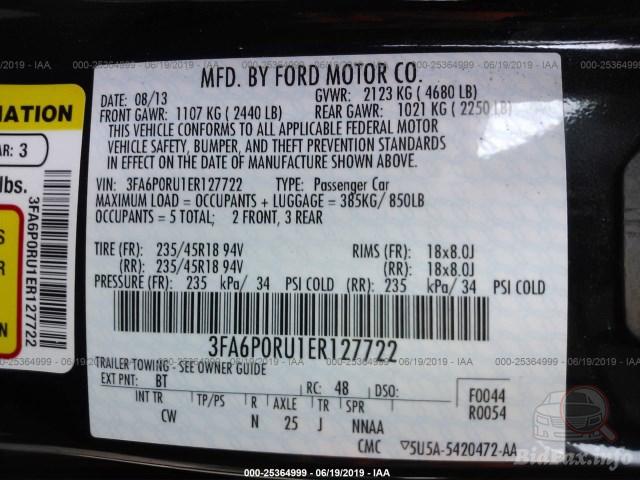 000-25364999 - 06/19/2019 - IAA
MFD. BY FORD MOTOR CO.
DATE: 08/13 GVWR: 2123 KG ( 4680 LB)
FRONT GAWR: 1107 KG ( 2440 LB) REAR GAWR: 1021 KG ( 2250 LB)
THIS VEHICLE CONFORMS TO ALL APPLICABLE FEDERAL MOTOR
VEHICLE SAFETY, BUMPER, AND THEFT PREVENTION STANDARDS
IN EFFECT ON THE DATE OF MANUFACTURE SHOWN ABOVE.
VIN: 3FA6P0RU1ER127722 TYPE: Passenger Car
MAXIMUM LOAD = OCCUPANTS + LUGGAGE = 385KG/ 850LB
OCCUPANTS = 5 TOTAL; 2 FRONT, 3 REAR
TIRE (FR): 235/45R18 94V RIMS (FR): 18x8.0J
(RR): 235/45R18 94V (RR): 18x8.0J
PRESSURE (FR): 235 kPa/ 34 PSI COLD (RR): 235 kPa/ 34 PSI COLD
3FA6P0RU1ER127722
TRAILER TOWING - SEE OWNER GUIDE
EXT PNT: BT RC: 48 DSO: F0044
R0054
INT TR TP/PS R AXLE TR SPR
CW N 25 J NNAA
CMC ▽5U5A-5420472-AA
MATION
AR: 3
lbs.
3FA6P0RU1ER127722
S
BidFax.info
000-25364999 - 06/19/2019 - IAA